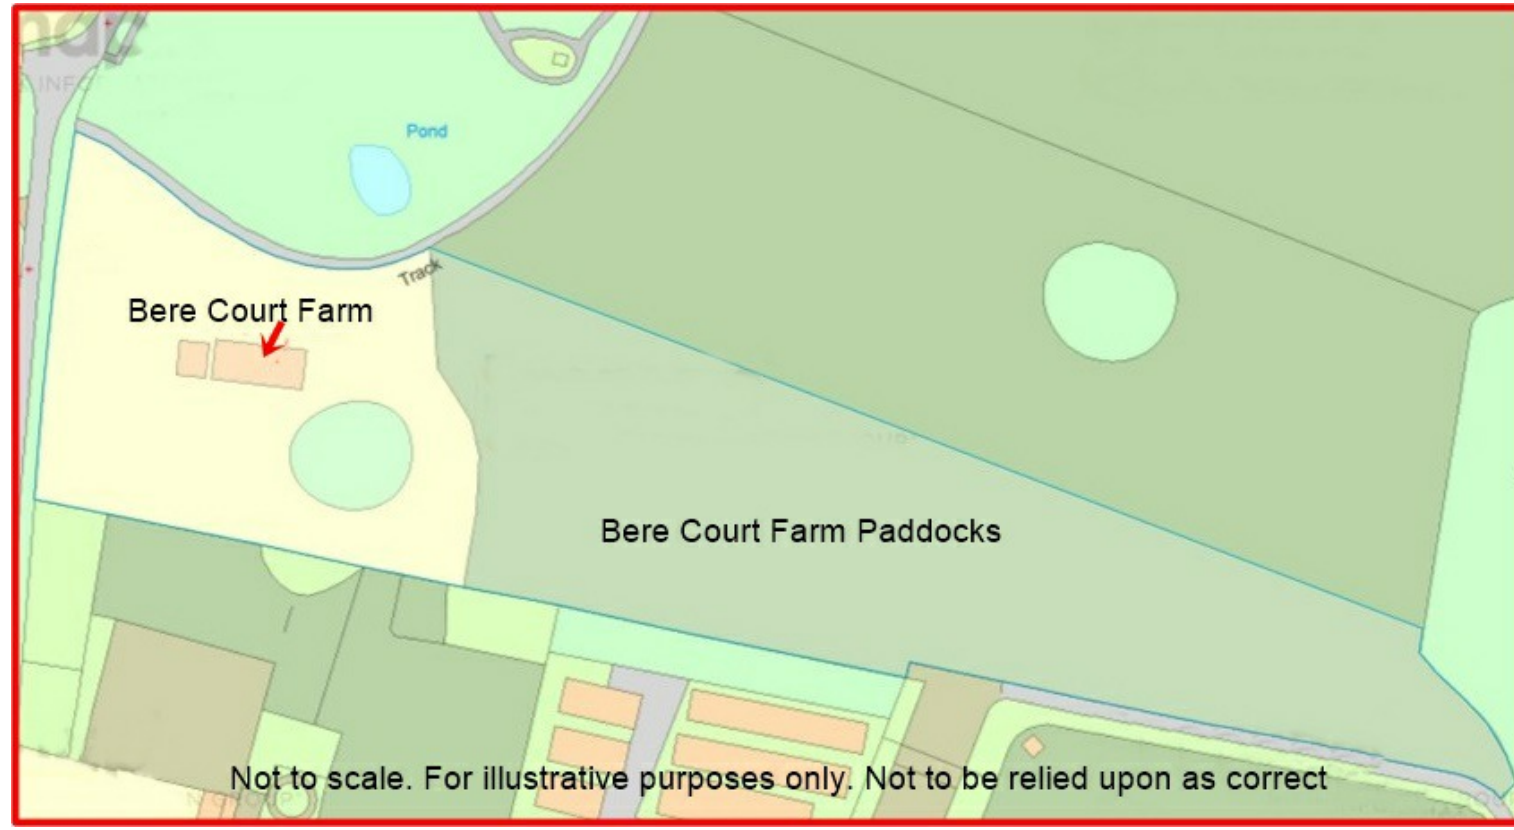 Pond
Track
Bere Court Farm
Bere Court Farm Paddocks
Not to scale. For illustrative purposes only. Not to be relied upon as correct